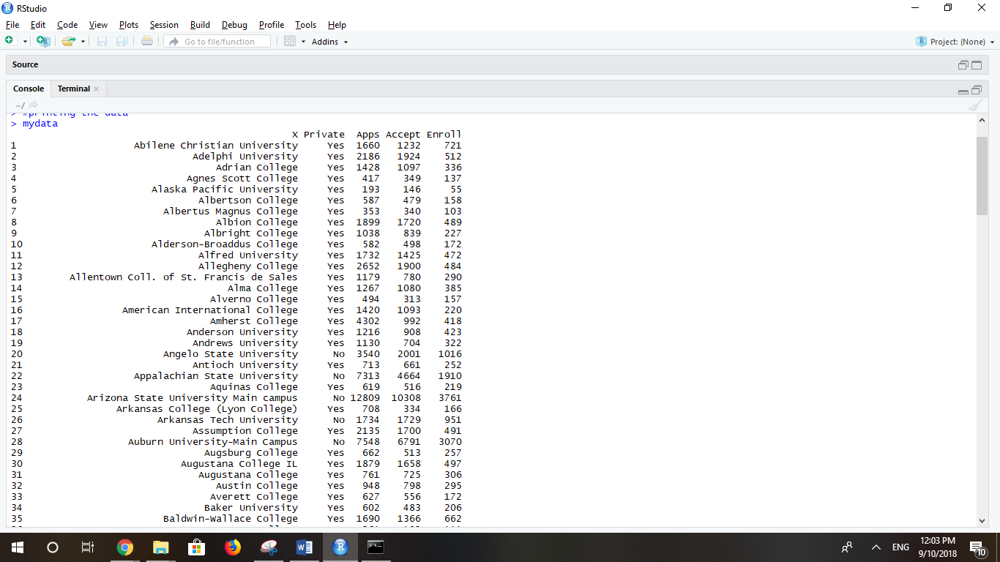 RStudio
File Edit Code View Plots Session Build Debug Profile Tools Help
Go to file/function Addins Project: (None)
Source
Console Terminal
~/
> #printing the data
> mydata
X Private Apps Accept Enroll
1 Abilene Christian University Yes 1660 1232 721
2 Adelphi University Yes 2186 1924 512
3 Adrian College Yes 1428 1097 336
4 Agnes Scott College Yes 417 349 137
5 Alaska Pacific University Yes 193 146 55
6 Albertson College Yes 587 479 158
7 Albertus Magnus College Yes 353 340 103
8 Albion College Yes 1899 1720 489
9 Albright College Yes 1038 839 227
10 Alderson-Broaddus College Yes 582 498 172
11 Alfred University Yes 1732 1425 472
12 Allegheny College Yes 2652 1900 484
13 Allentown Coll. of St. Francis de Sales Yes 1179 780 290
14 Alma College Yes 1267 1080 385
15 Alverno College Yes 494 313 157
16 American International College Yes 1420 1093 220
17 Amherst College Yes 4302 992 418
18 Anderson University Yes 1216 908 423
19 Andrews University Yes 1130 704 322
20 Angelo State University No 3540 2001 1016
21 Antioch University Yes 713 661 252
22 Appalachian State University No 7313 4664 1910
23 Aquinas College Yes 619 516 219
24 Arizona State University Main campus No 12809 10308 3761
25 Arkansas College (Lyon College) Yes 708 334 166
26 Arkansas Tech University No 1734 1729 951
27 Assumption College Yes 2135 1700 491
28 Auburn University-Main Campus No 7548 6791 3070
29 Augsburg College Yes 662 513 257
30 Augustana College IL Yes 1879 1658 497
31 Augustana College Yes 761 725 306
32 Austin College Yes 948 798 295
33 Averett College Yes 627 556 172
34 Baker University Yes 602 483 206
35 Baldwin-Wallace College Yes 1690 1366 662
ENG 12:03 PM
9/10/2018 10